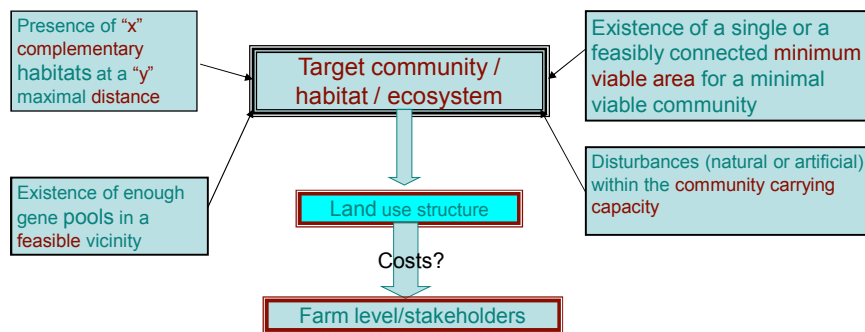 Presence of “x”
complementary
habitats at a “y”
maximal distance
Target community /
habitat / ecosystem
Existence of a single or a
feasibly connected minimum
viable area for a minimal
viable community
Existence of enough
gene pools in a
feasible vicinity
Disturbances (natural or artificial)
within the community carrying
capacity
Land use structure
Costs?
Farm level/stakeholders